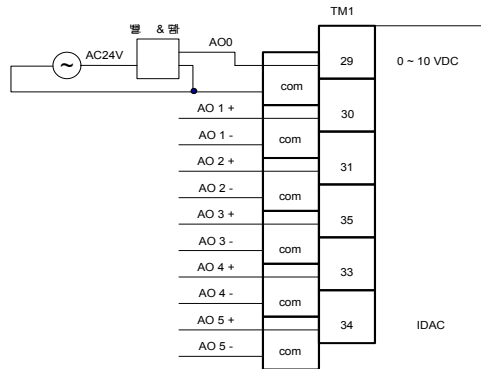 TM1
벨 & 땜
AO0
AC24V
~
29
0 ~ 10 VDC
com
AO 1 +
30
AO 1 -
com
AO 2 +
31
AO 2 -
com
AO 3 +
35
AO 3 -
com
AO 4 +
33
AO 4 -
com
AO 5 +
34
IDAC
AO 5 -
com